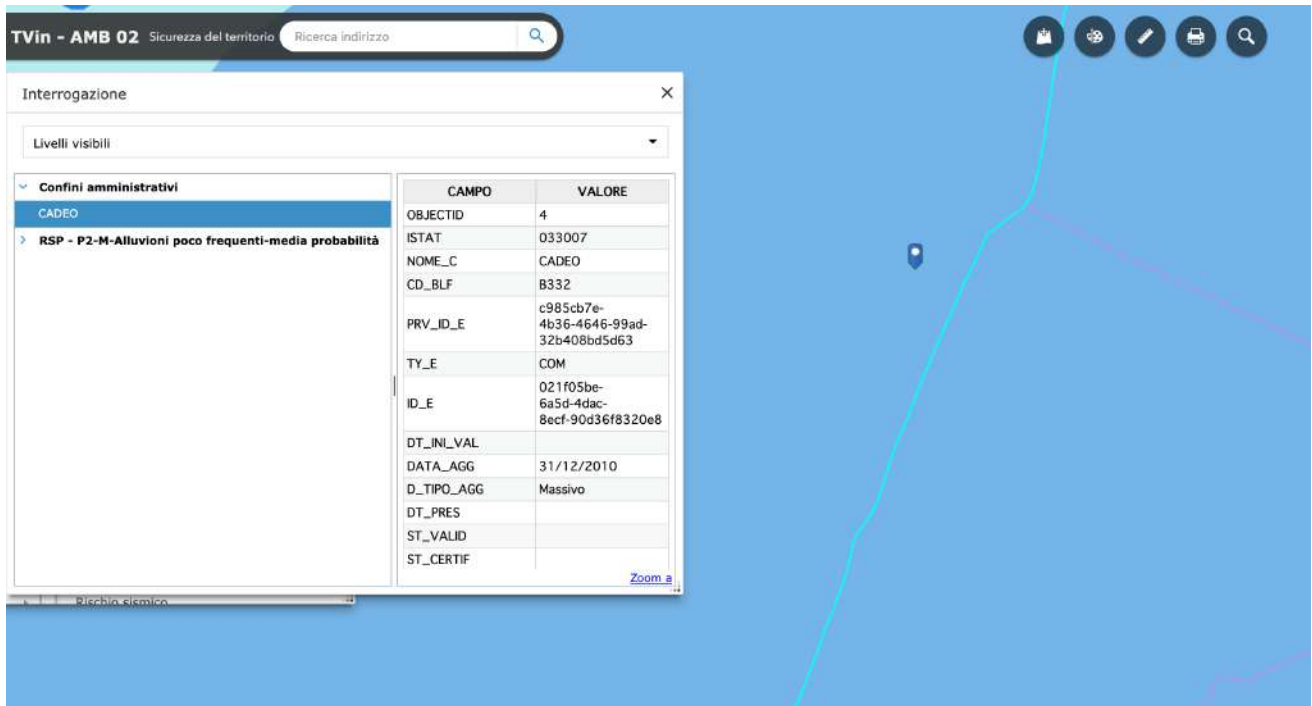 TVin - AMB 02 Sicurezza del territorio Ricerca indirizzo
Interrogazione
Livelli visibili
Confini amministrativi
CADEO
RSP - P2-M-Alluvioni poco frequenti-media probabilità
CAMPO VALORE
OBJECTID 4
ISTAT 033007
NOME_C CADEO
CD_BLF B332
PRV_ID_E c985cb7e-
4b36-4646-99ad-
32b408bd5d63
TY_E COM
ID_E 021f05be-
6a5d-4dac-
8ecf-90d36f8320e8
DT_INI_VAL
DATA_AGG 31/12/2010
D_TIPO_AGG Massivo
DT_PRES
ST_VALID
ST_CERTIF
Zoom a
Rischio sismico